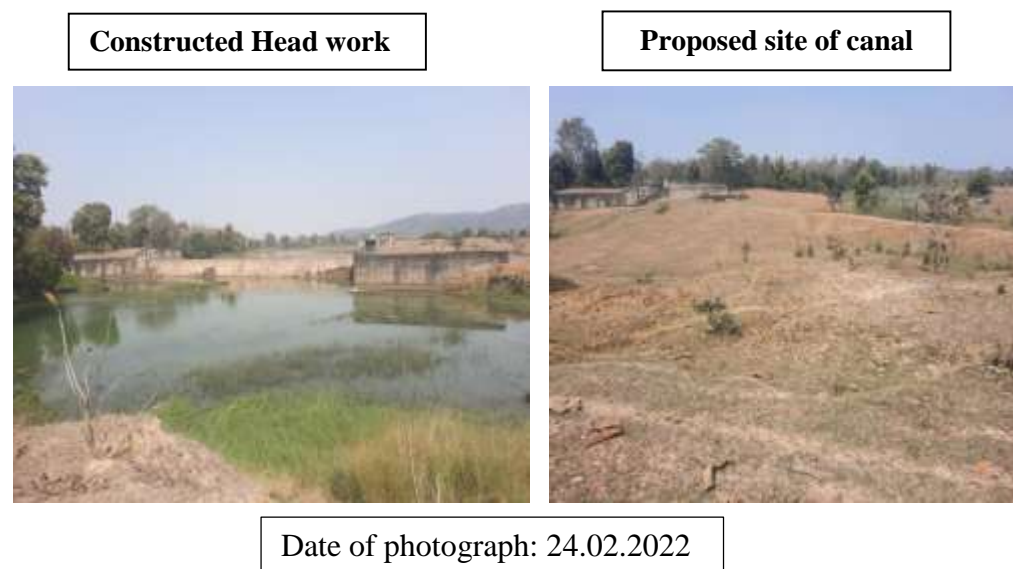 Constructed Head work
Proposed site of canal
Date of photograph: 24.02.2022